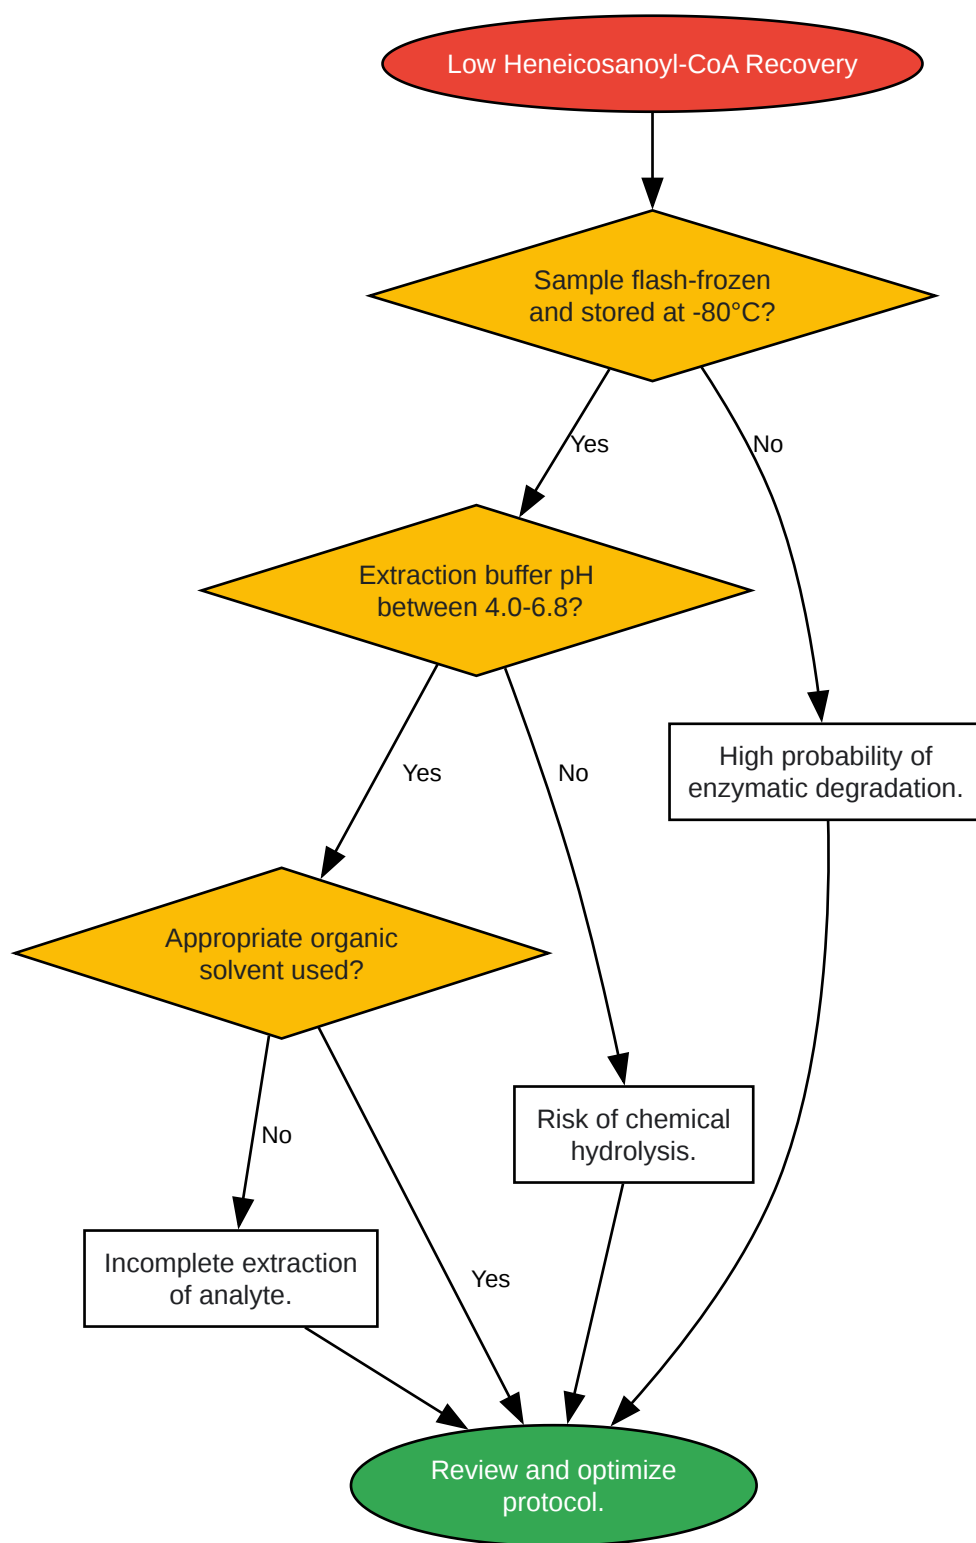 Low Heneicosanoyl-CoA Recovery
Sample flash-frozen
and stored at -80°C?
Yes
No
Extraction buffer pH
between 4.0-6.8?
Yes
No
High probability of
enzymatic degradation.
Appropriate organic
solvent used?
No
Yes
Risk of chemical
hydrolysis.
Incomplete extraction
of analyte.
Review and optimize
protocol.